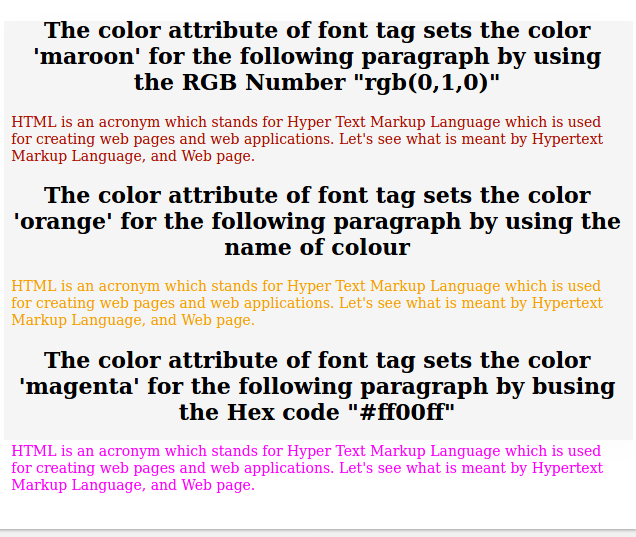 The color attribute of font tag sets the color
'maroon' for the following paragraph by using
the RGB Number "rgb(0,1,0)"
HTML is an acronym which stands for Hyper Text Markup Language which is used
for creating web pages and web applications. Let's see what is meant by Hypertext
Markup Language, and Web page.
The color attribute of font tag sets the color
'orange' for the following paragraph by using the
name of colour
HTML is an acronym which stands for Hyper Text Markup Language which is used
for creating web pages and web applications. Let's see what is meant by Hypertext
Markup Language, and Web page.
The color attribute of font tag sets the color
'magenta' for the following paragraph by busing
the Hex code "#ff00ff"
HTML is an acronym which stands for Hyper Text Markup Language which is used
for creating web pages and web applications. Let's see what is meant by Hypertext
Markup Language, and Web page.